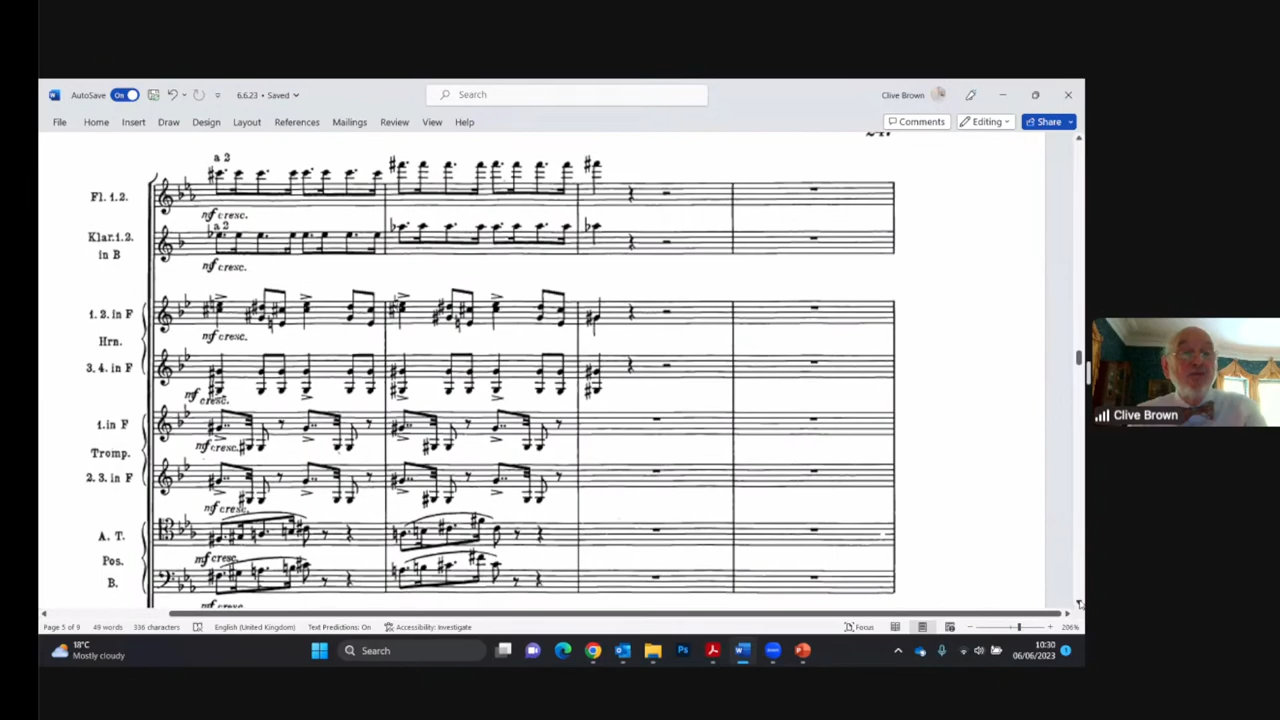 AutoSave On 6.6.23 • Saved Search Clive Brown
File Home Insert Draw Design Layout References Mailings Review View Help Comments Editing Share
a 2
Fl. 1.2.
mf cresc.
a 2
Klar. 1.2.
in B
mf cresc.
1. 2. in F
mf cresc.
Hrn.
3. 4. in F
mf cresc.
1. in F
mf cresc.
Tromp.
2. 3. in F
mf cresc.
A. T.
mf cresc.
Pos.
B.
mf cresc.
Clive Brown
Page 5 of 9 49 words 336 characters English (United Kingdom) Text Predictions: On Accessibility: Investigate Focus 206%
18°C
Mostly cloudy
Search
10:30
06/06/2023